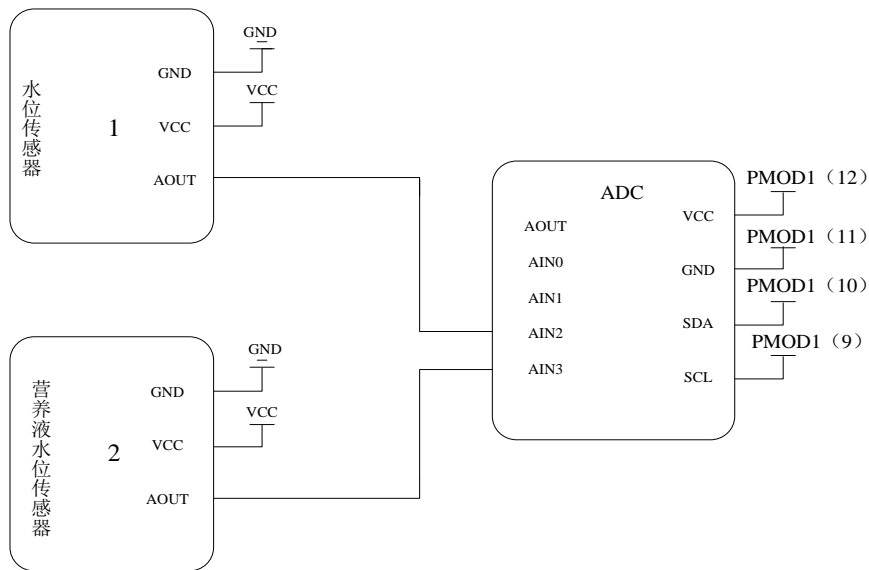 水位传感器
1
GND
VCC
AOUT
GND
VCC
营养液水位传感器
2
GND
VCC
AOUT
GND
VCC
ADC
AOUT
AIN0
AIN1
AIN2
AIN3
VCC
GND
SDA
SCL
PMOD1（12）
PMOD1（11）
PMOD1（10）
PMOD1（9）